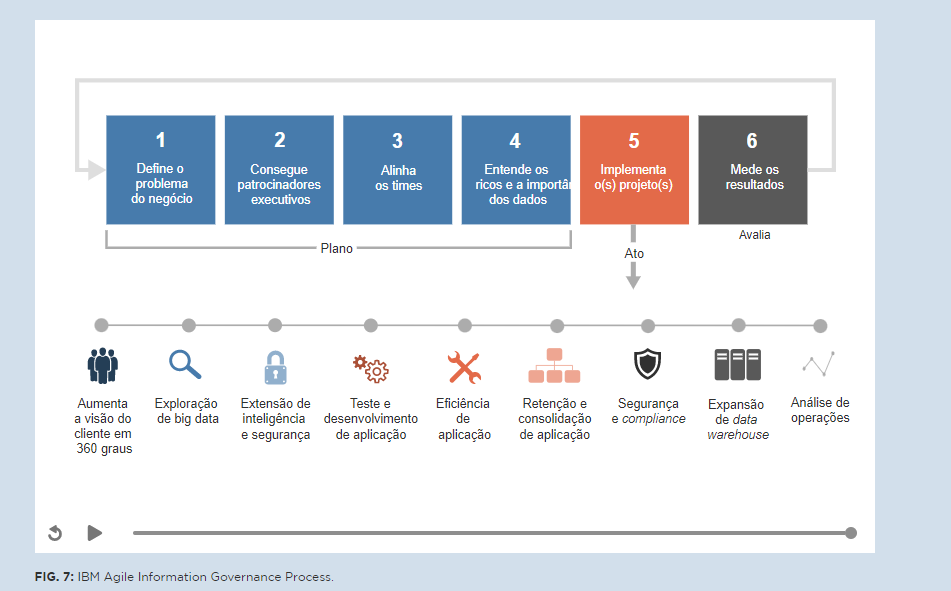 1
Define o
problema
do negócio
2
Consegue
patrocinadores
executivos
3
Alinha
os times
4
Entende os
ricos e a importân
dos dados
5
Implementa
o(s) projeto(s)
6
Mede os
resultados
Plano
Ato
Avalia
Aumenta
a visão do
cliente em
360 graus
Exploração
de big data
Extensão de
inteligência
e segurança
Teste e
desenvolvimento
de aplicação
Eficiência
de
aplicação
Retenção e
consolidação
de aplicação
Segurança
e compliance
Expansão
de data
warehouse
Análise de
operações
FIG. 7: IBM Agile Information Governance Process.